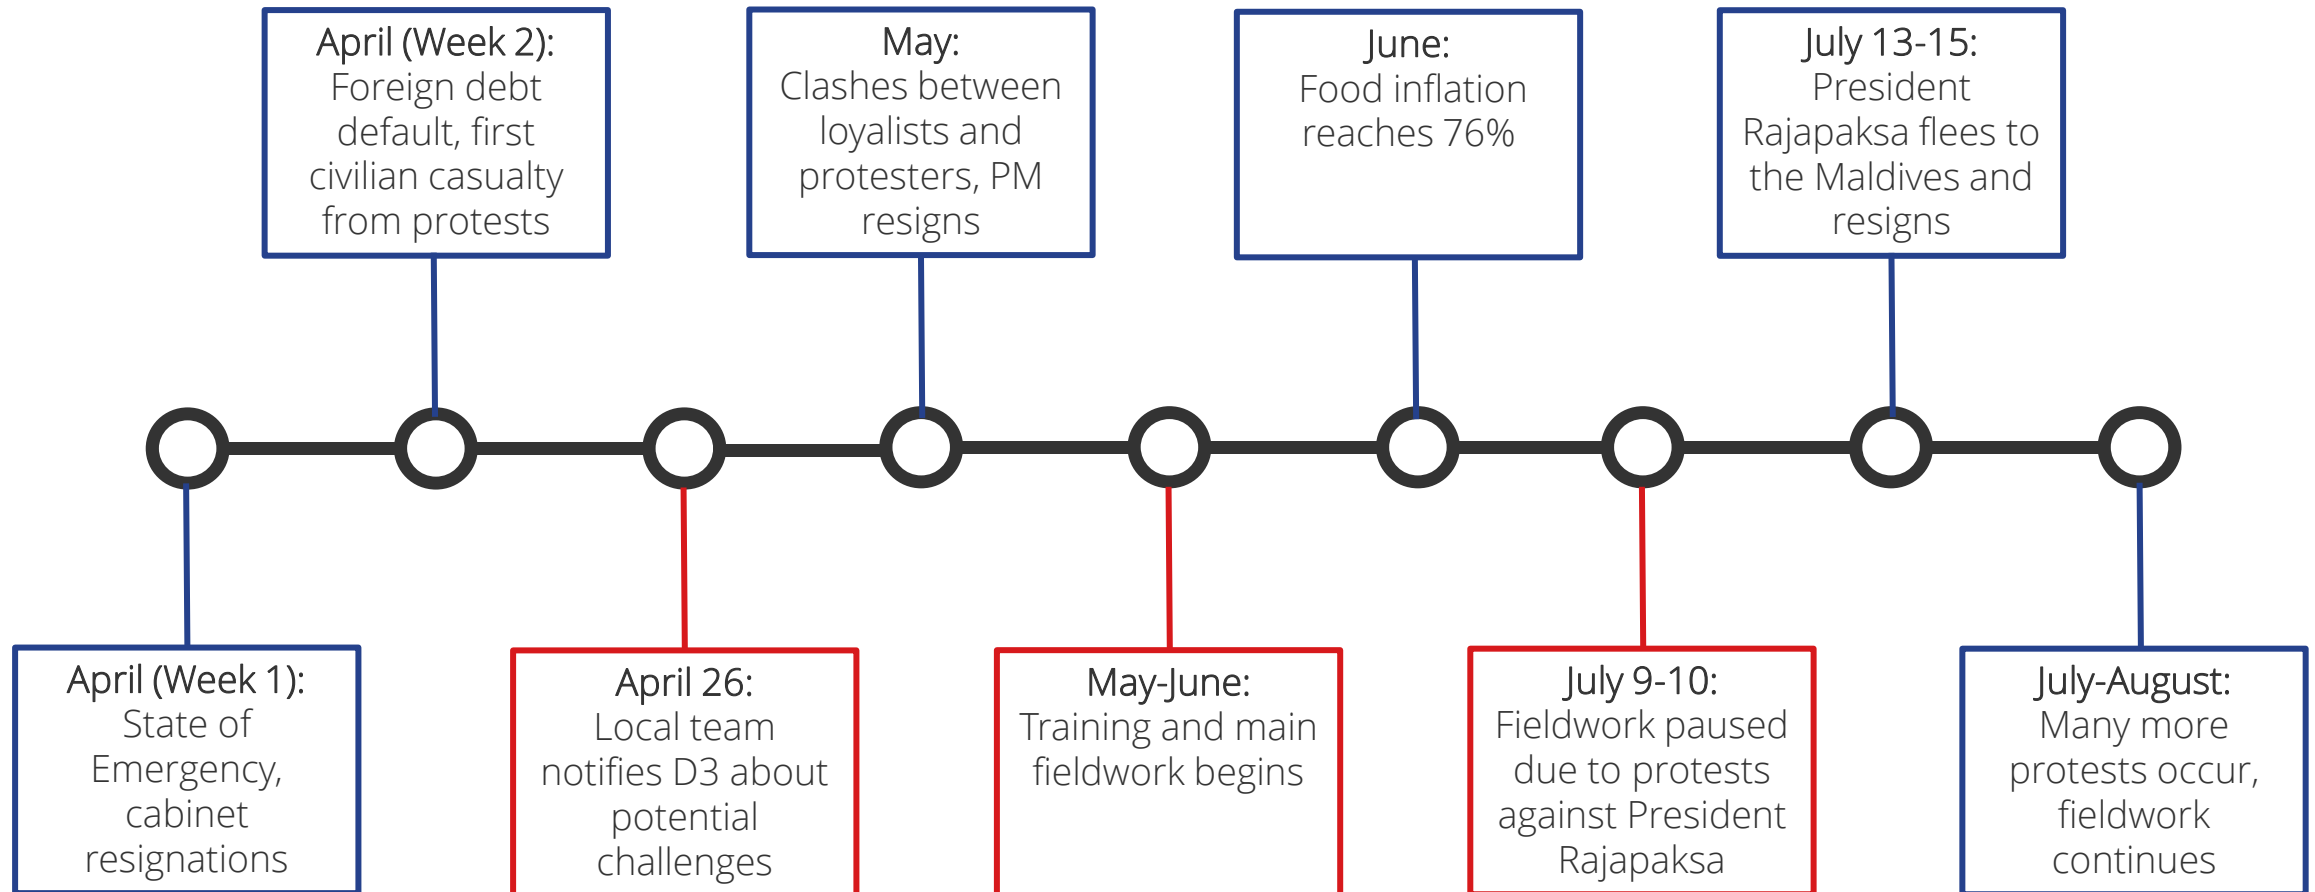 April (Week 2):
Foreign debt
default, first
civilian casualty
from protests
May:
Clashes between
loyalists and
protesters, PM
resigns
June:
Food inflation
reaches 76%
July 13-15:
President
Rajapaksa flees to
the Maldives and
resigns
April (Week 1):
State of
Emergency,
cabinet
resignations
April 26:
Local team
notifies D3 about
potential
challenges
May-June:
Training and main
fieldwork begins
July 9-10:
Fieldwork paused
due to protests
against President
Rajapaksa
July-August:
Many more
protests occur,
fieldwork
continues